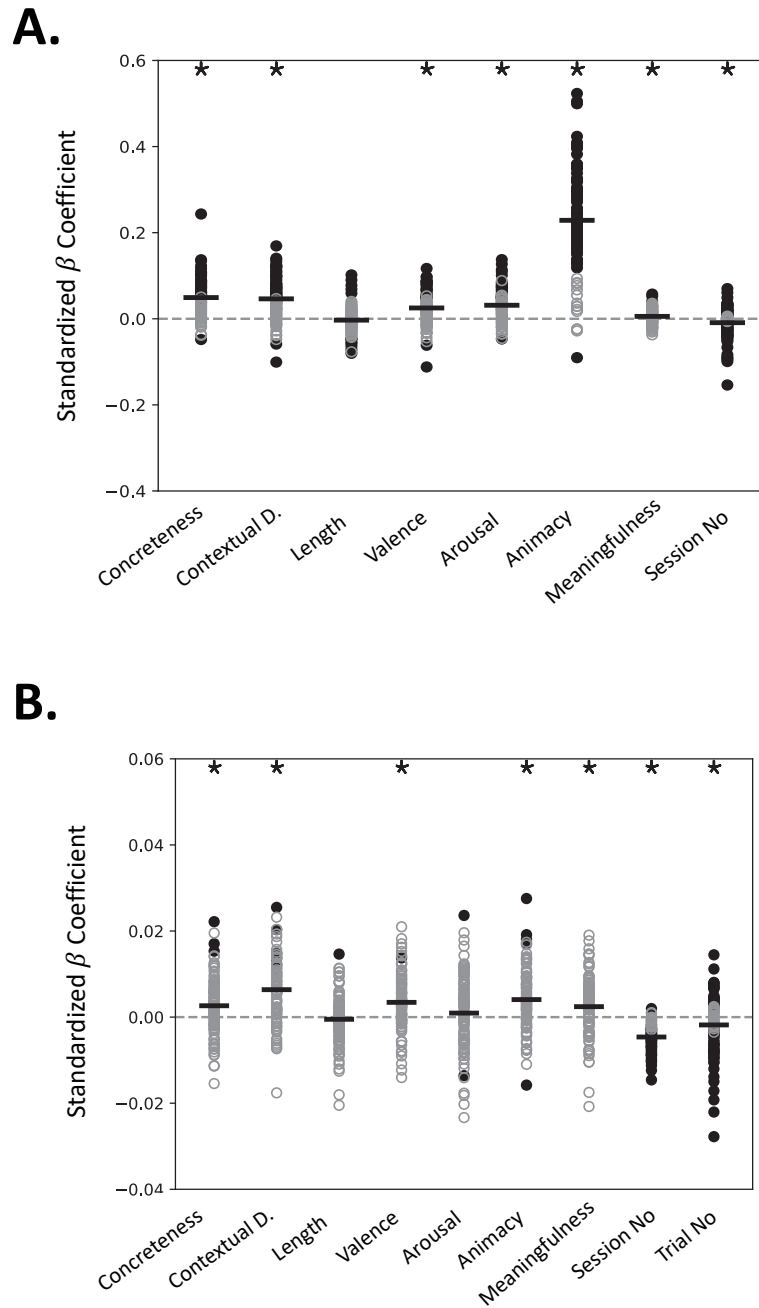 A.
* * * * * * *
0.6
0.4
0.2
0.0
−0.2
−0.4
Standardized β Coefficient
Concreteness
Contextual D.
Length
Valence
Arousal
Animacy
Meaningfulness
Session No
B.
* * * * * * *
0.06
0.04
0.02
0.00
−0.02
−0.04
Standardized β Coefficient
Concreteness
Contextual D.
Length
Valence
Arousal
Animacy
Meaningfulness
Session No
Trial No